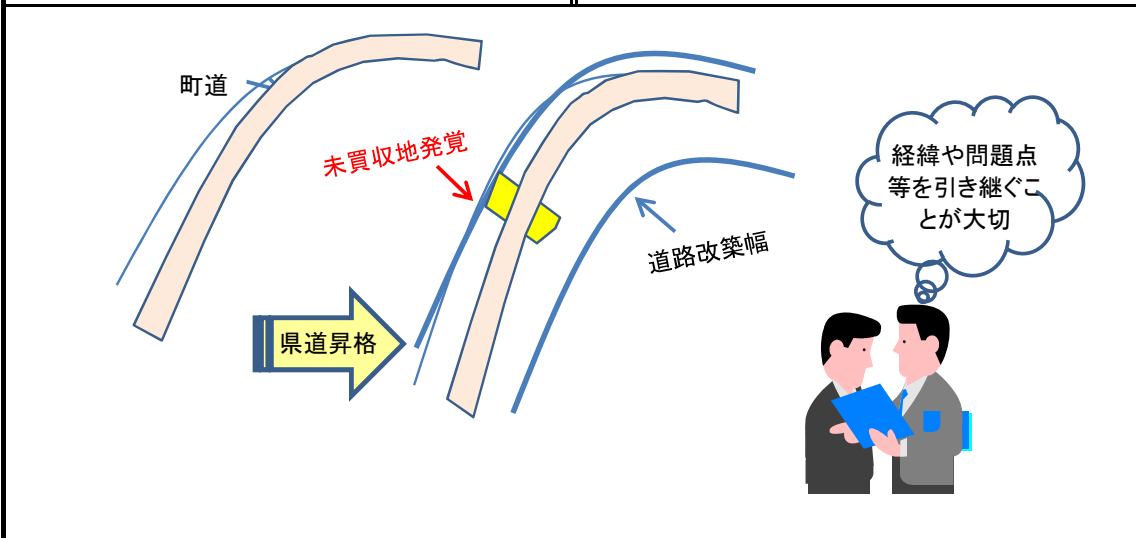 町道
未買収地発覚
道路改築幅
県道昇格
経緯や問題点
等を引き継ぐこ
とが大切